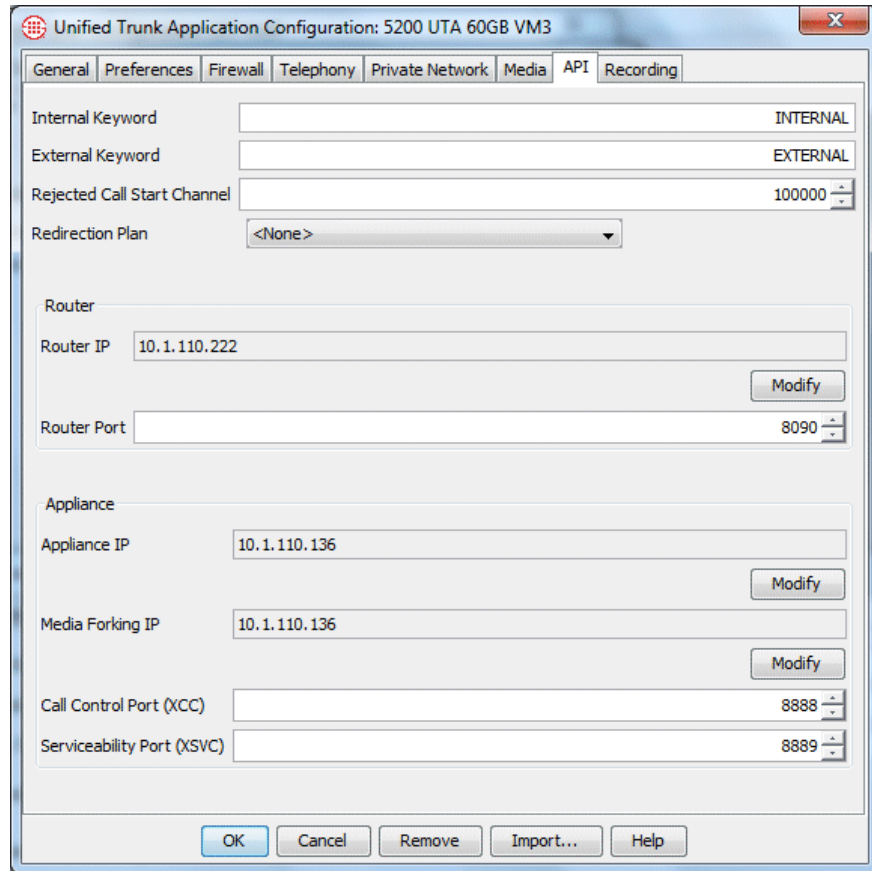 Unified Trunk Application Configuration: 5200 UTA 60GB VM3
General Preferences Firewall Telephony Private Network Media API Recording
Internal Keyword INTERNAL
External Keyword EXTERNAL
Rejected Call Start Channel 100000
Redirection Plan <None>
Router
Router IP 10.1.110.222
Modify
Router Port 8090
Appliance
Appliance IP 10.1.110.136
Modify
Media Forking IP 10.1.110.136
Modify
Call Control Port (XCC) 8888
Serviceability Port (XSVC) 8889
OK Cancel Remove Import... Help